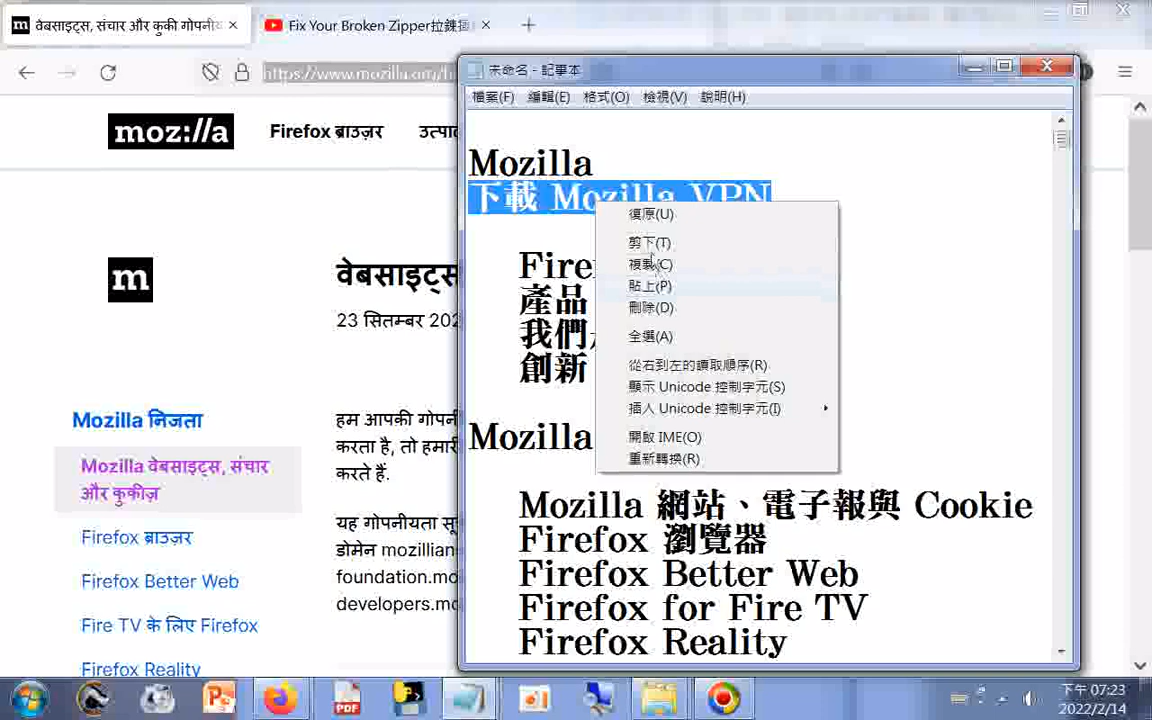 वेबसाइट्स, संचार और कुकी गोपनीय
Fix Your Broken Zipper拉鍊
https://www.mozilla.org/h
moz://a
Firefox ब्राउज़र
उत्पाद
m
वेबसाइट्स
23 सितम्बर 202
Mozilla निजता
Mozilla वेबसाइट्स, संचार
और कुकीज़
Firefox ब्राउज़र
Firefox Better Web
Fire TV के लिए Firefox
Firefox Reality
हम आपकी गोपनी
करता है, तो हमारी
करते हैं.
यह गोपनीयता सू
डोमेन mozillian
foundation.mo
developers.mo
未命名 - 記事本
檔案(F) 編輯(E) 格式(O) 檢視(V) 說明(H)
Mozilla
下載 Mozilla VPN
Firef
產品
我們
創新
Mozilla
Mozilla 網站、電子報與 Cookie
Firefox 瀏覽器
Firefox Better Web
Firefox for Fire TV
Firefox Reality
復原(U)
剪下(T)
複製(C)
貼上(P)
刪除(D)
全選(A)
從右到左的讀取順序(R)
顯示 Unicode 控制字元(S)
插入 Unicode 控制字元(I)
開啟 IME(O)
重新轉換(R)
PDF
下午 07:23
2022/2/14